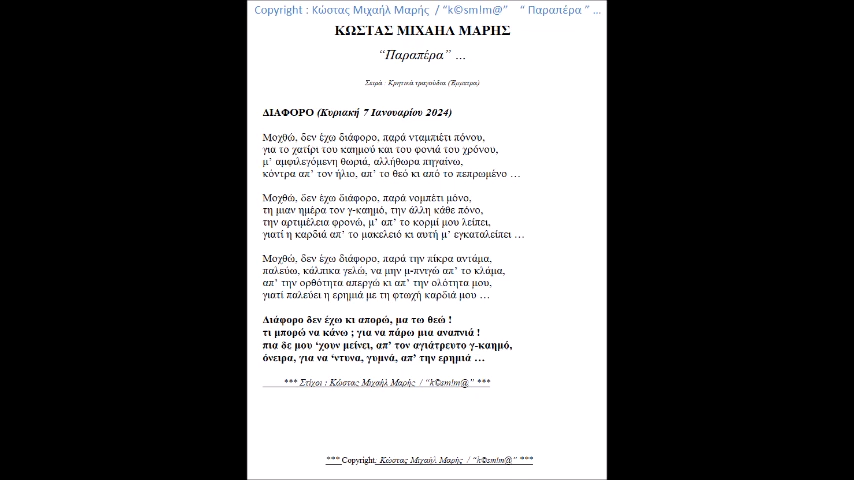 Copyright : Κώστας Μιχαήλ Μαρής / “k©sm!m@” “ Παραπέρα ” ...
ΚΩΣΤΑΣ ΜΙΧΑΗΛ ΜΑΡΗΣ
“Παραπέρα” ...
Σειρά : Κρητικά τραγούδια (Έμμετρα)
ΔΙΑΦΟΡΟ (Κυριακή 7 Ιανουαρίου 2024)
Μοχθώ, δεν έχω διάφορο, παρά νταμπιέτι πόνου,
για το χατίρι του καημού και του φονιά του χρόνου,
μ’ αμφιλεγόμενη θωριά, αλλήθωρα πηγαίνω,
κόντρα απ’ τον ήλιο, απ’ το θεό κι από το πεπρωμένο ...
Μοχθώ, δεν έχω διάφορο, παρά νομπέτι μόνο,
τη μιαν ημέρα τον γ-καημό, την άλλη κάθε πόνο,
την αρτιμέλεια φρονώ, μ’ απ’ το κορμί μου λείπει,
γιατί η καρδιά απ’ το μακελειό κι αυτή μ’ εγκαταλείπει ...
Μοχθώ, δεν έχω διάφορο, παρά την πίκρα αντάμα,
παλεύω, κάλπικα γελώ, να μην μ-πνιγώ απ’ το κλάμα,
απ’ την ορθότητα απεργώ κι απ’ την ολότητα μου,
γιατί παλεύει η ερημιά με τη φτωχή καρδιά μου ...
Διάφορο δεν έχω κι απορώ, μα τω θεώ !
τι μπορώ να κάνω ; για να πάρω μια αναπνιά !
πια δε μου ‘χουν μείνει, απ’ τον αγιάτρευτο γ-καημό,
όνειρα, για να ‘ντυνα, γυμνά, απ’ την ερημιά ...
*** Στίχοι : Κώστας Μιχαήλ Μαρής / “k©sm!m@” ***
*** Copyright: Κώστας Μιχαήλ Μαρής / “k©sm!m@” ***